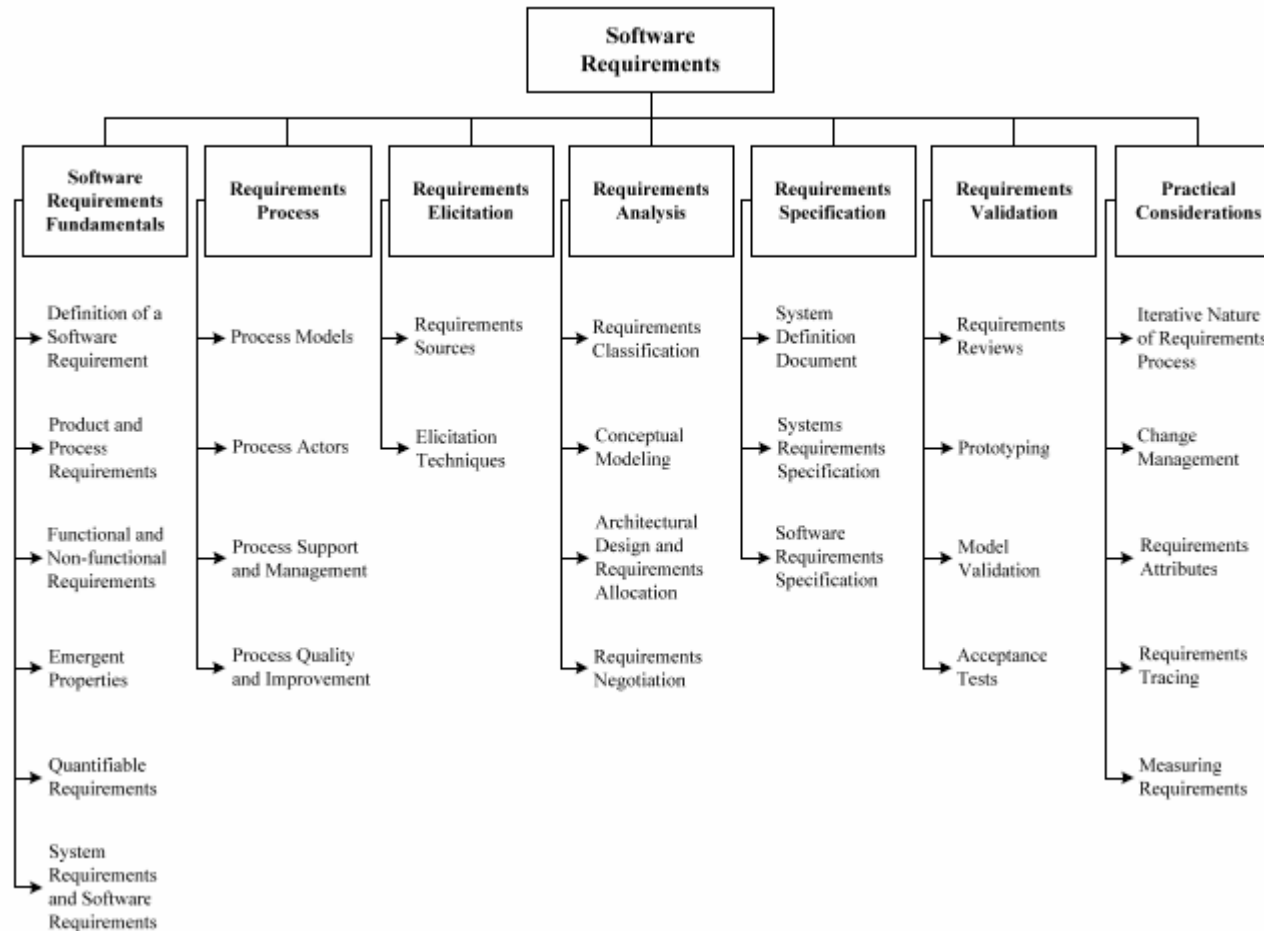 Software
Requirements
Software
Requirements
Fundamentals
Requirements
Process
Requirements
Elicitation
Requirements
Analysis
Requirements
Specification
Requirements
Validation
Practical
Considerations
Definition of a
Software
Requirement
Product and
Process
Requirements
Functional and
Non-functional
Requirements
Emergent
Properties
Quantifiable
Requirements
System
Requirements
and Software
Requirements
Process Models
Process Actors
Process Support
and Management
Process Quality
and Improvement
Requirements
Sources
Elicitation
Techniques
Requirements
Classification
Conceptual
Modeling
Architectural
Design and
Requirements
Allocation
Requirements
Negotiation
System
Definition
Document
Systems
Requirements
Specification
Software
Requirements
Specification
Requirements
Reviews
Prototyping
Model
Validation
Acceptance
Tests
Iterative Nature
of Requirements
Process
Change
Management
Requirements
Attributes
Requirements
Tracing
Measuring
Requirements